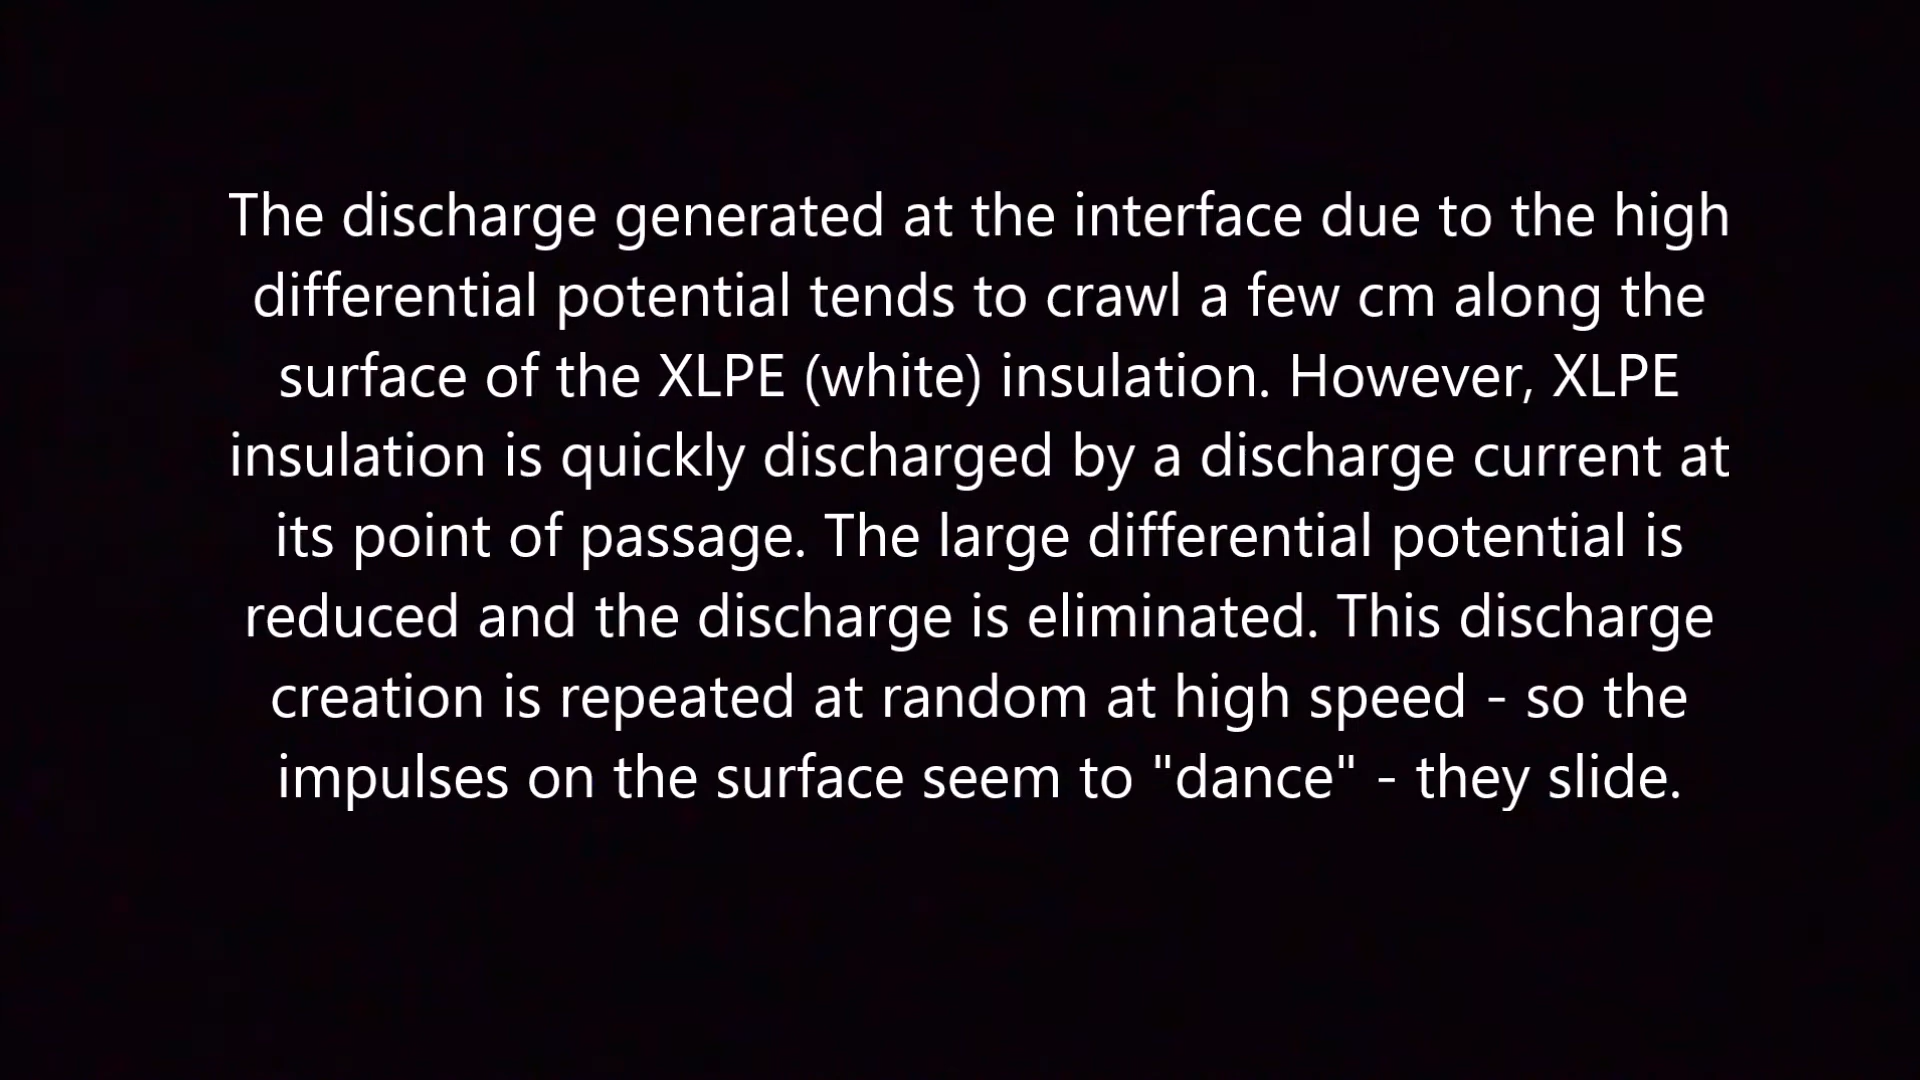 The discharge generated at the interface due to the high
differential potential tends to crawl a few cm along the
surface of the XLPE (white) insulation. However, XLPE
insulation is quickly discharged by a discharge current at
its point of passage. The large differential potential is
reduced and the discharge is eliminated. This discharge
creation is repeated at random at high speed - so the
impulses on the surface seem to "dance" - they slide.